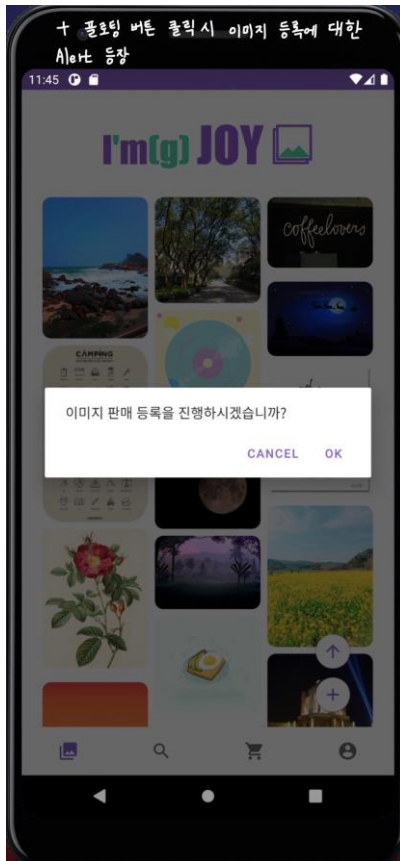 + 플로팅 버튼 클릭 시 이미지 등록에 대한
Alert 등장
11:45
I'm(g) JOY
coffeelovers
CAMPING
이미지 판매 등록을 진행하시겠습니까?
CANCEL OK